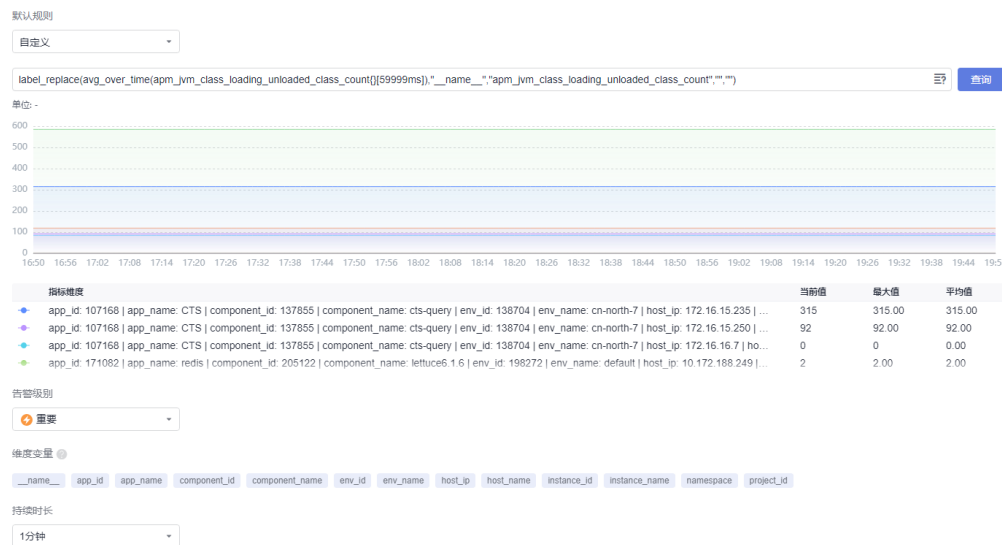 默认规则
自定义
label_replace(avg_over_time(apm_jvm_class_loading_unloaded_class_count{}[59999ms]),"__name__","apm_jvm_class_loading_unloaded_class_count","","")
查询
单位: -
600
500
400
300
200
100
0
16:50 16:56 17:02 17:08 17:14 17:20 17:26 17:32 17:38 17:44 17:50 17:56 18:02 18:08 18:14 18:20 18:26 18:32 18:38 18:44 18:50 18:56 19:02 19:08 19:14 19:20 19:26 19:32 19:38 19:44 19:5
指标维度 当前值 最大值 平均值
app_id: 107168 | app_name: CTS | component_id: 137855 | component_name: cts-query | env_id: 138704 | env_name: cn-north-7 | host_ip: 172.16.15.235 | ... 315 315.00 315.00
app_id: 107168 | app_name: CTS | component_id: 137855 | component_name: cts-query | env_id: 138704 | env_name: cn-north-7 | host_ip: 172.16.15.250 | ... 92 92.00 92.00
app_id: 107168 | app_name: CTS | component_id: 137855 | component_name: cts-query | env_id: 138704 | env_name: cn-north-7 | host_ip: 172.16.16.7 | ho... 0 0 0.00
app_id: 171082 | app_name: redis | component_id: 205122 | component_name: lettuce6.1.6 | env_id: 198272 | env_name: default | host_ip: 10.172.188.249 |... 2 2.00 2.00
告警级别
重要
维度变量
__name__ app_id app_name component_id component_name env_id env_name host_ip host_name instance_id instance_name namespace project_id
持续时长
1分钟